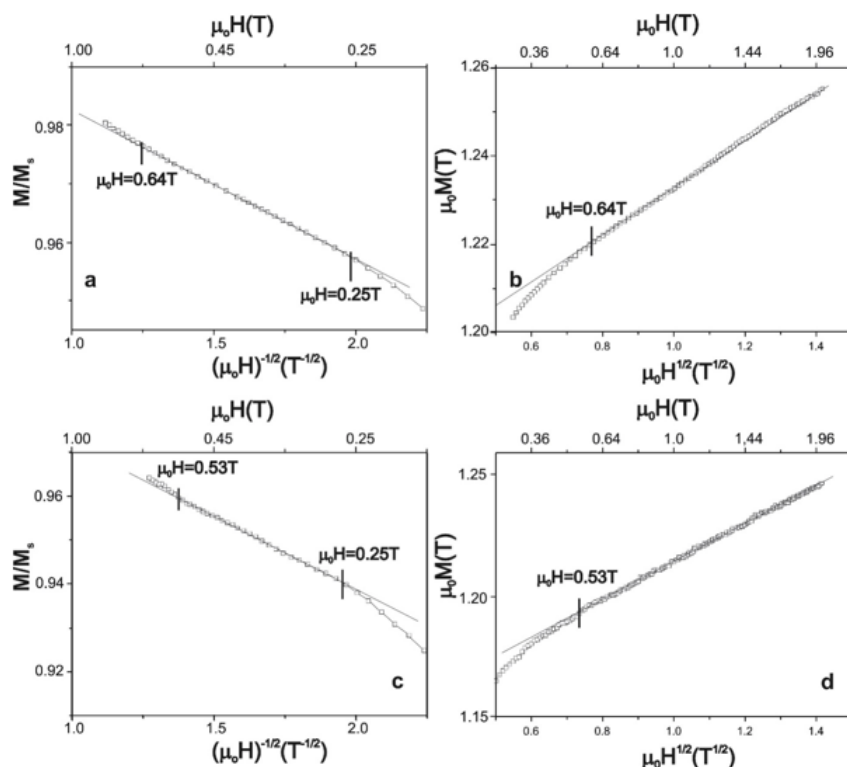 μ₀H(T)
1.00 0.45 0.25
M/Mₛ
0.98
0.96
μ₀H=0.64T
μ₀H=0.25T
a
1.0 1.5 2.0
(μ₀H)⁻¹/²(T⁻¹/²)
μ₀H(T)
0.36 0.64 1.0 1.44 1.96
μ₀M(T)
1.26
1.24
1.22
1.20
μ₀H=0.64T
b
0.6 0.8 1.0 1.2 1.4
μ₀H¹/²(T¹/²)
μ₀H(T)
1.00 0.45 0.25
M/Mₛ
0.96
0.94
0.92
μ₀H=0.53T
μ₀H=0.25T
c
1.0 1.5 2.0
(μ₀H)⁻¹/²(T⁻¹/²)
μ₀H(T)
0.36 0.64 1.0 1,44 1.96
μ₀M(T)
1.25
1.20
1.15
μ₀H=0.53T
d
0.6 0.8 1.0 1.2 1.4
μ₀H¹/²(T¹/²)